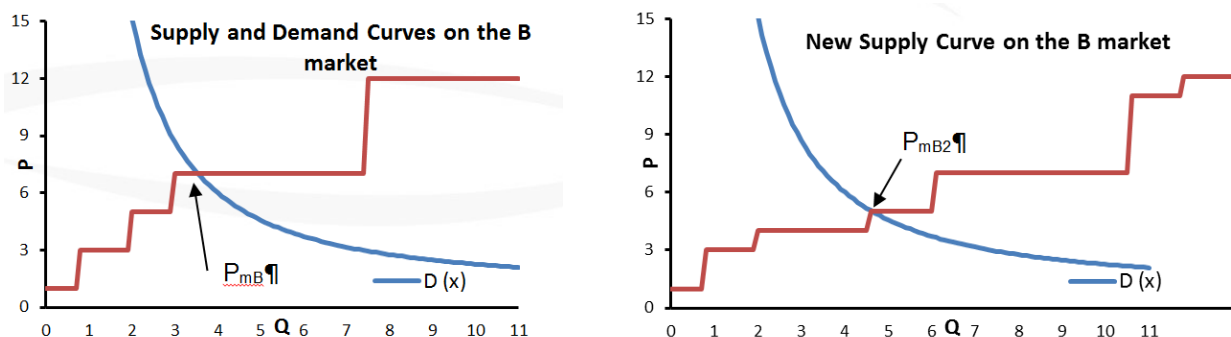 Supply and Demand Curves on the B
market
15
12
9
6
3
0
P
P_mB¶
D (x)
0 1 2 3 4 5 6 7 8 9 10 11
Q
New Supply Curve on the B market
15
12
9
6
3
0
P
P_mB2¶
D (x)
0 1 2 3 4 5 6 7 8 9 10 11
Q